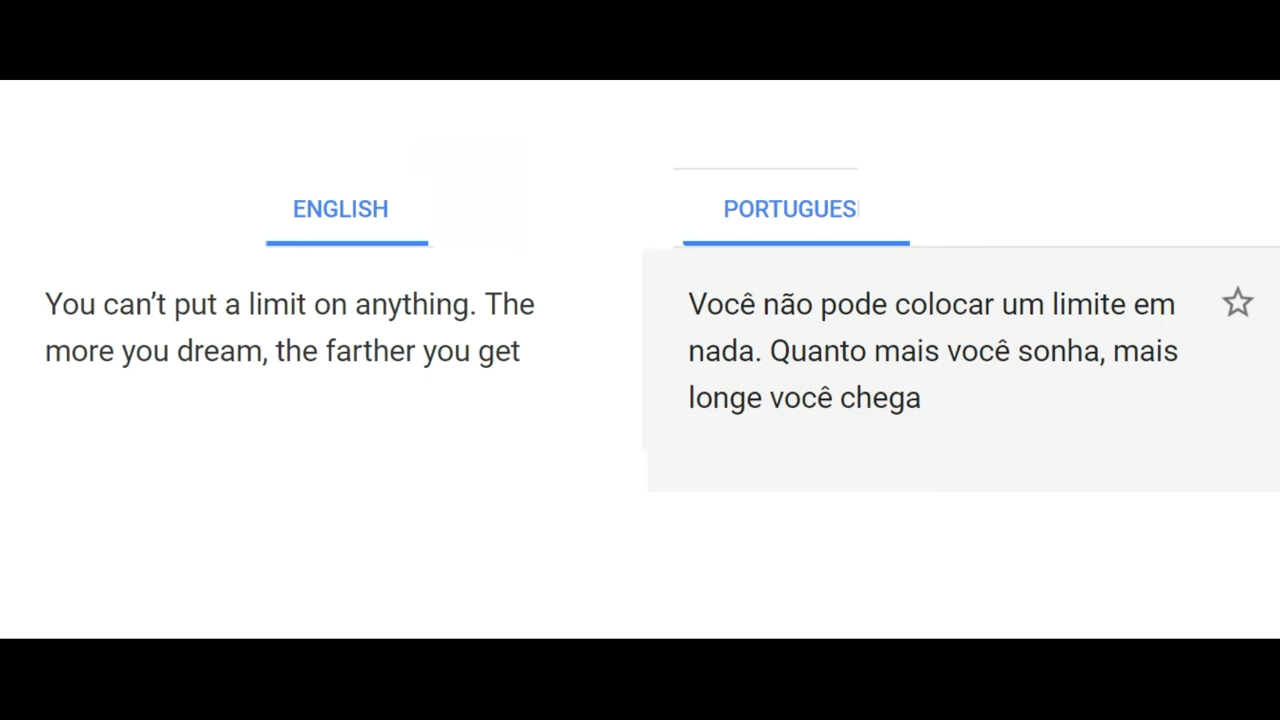 ENGLISH
You can’t put a limit on anything. The
more you dream, the farther you get
PORTUGUES
Você não pode colocar um limite em
nada. Quanto mais você sonha, mais
longe você chega